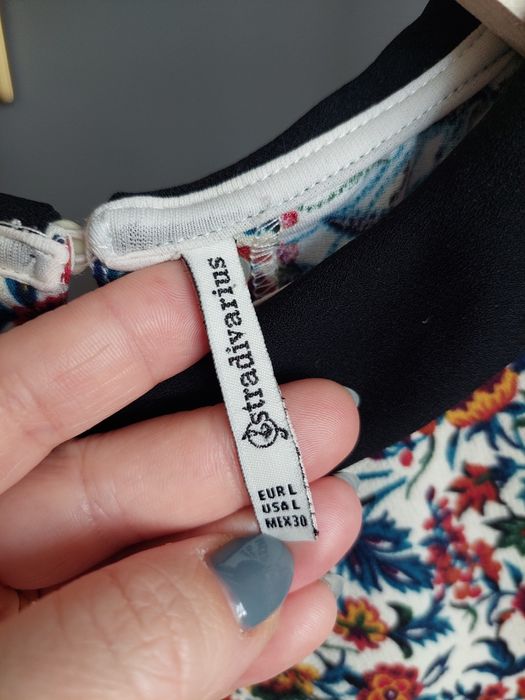 stradivarius
EUR L
USA L
MEX 30